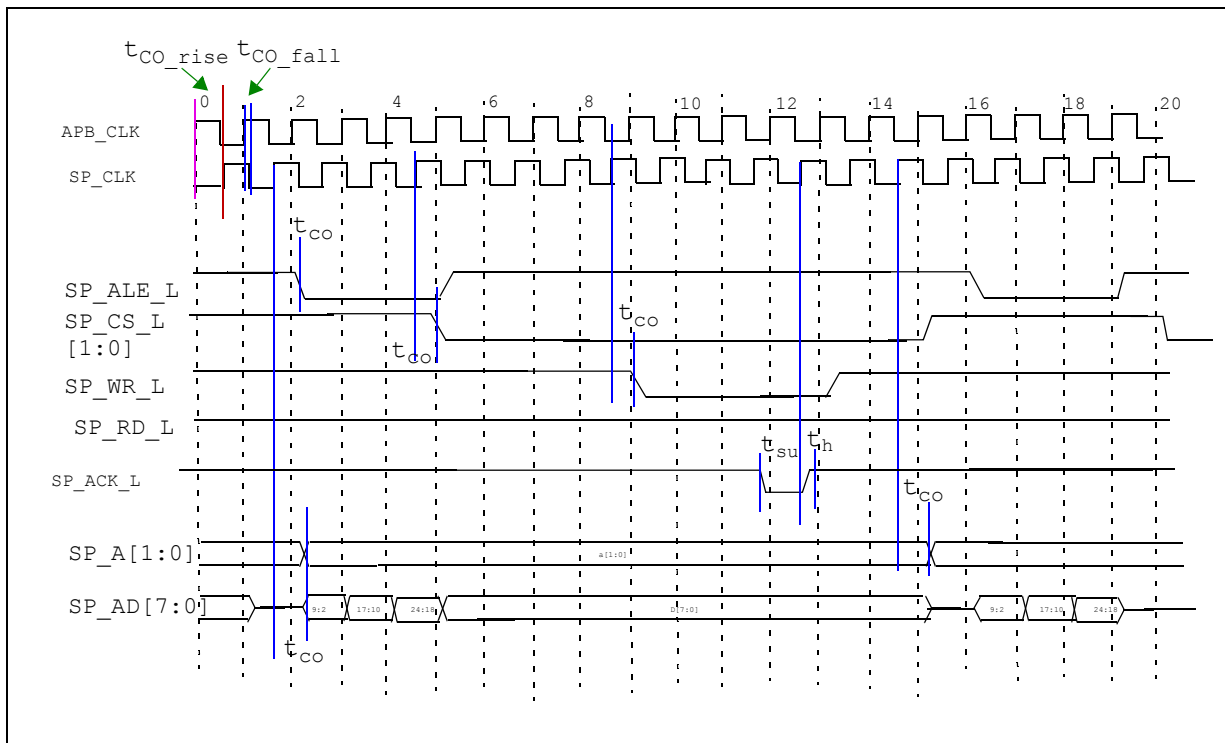 tCO_rise tCO_fall
0 2 4 6 8 10 12 14 16 18 20
APB_CLK
SP_CLK
tco
SP_ALE_L
SP_CS_L
[1:0]
tco
tco
SP_WR_L
SP_RD_L
tsu th
SP_ACK_L
tco
SP_A[1:0] a[1:0]
SP_AD[7:0] 9:2 17:10 24:18 D[7:0] 9:2 17:10 24:18
tco